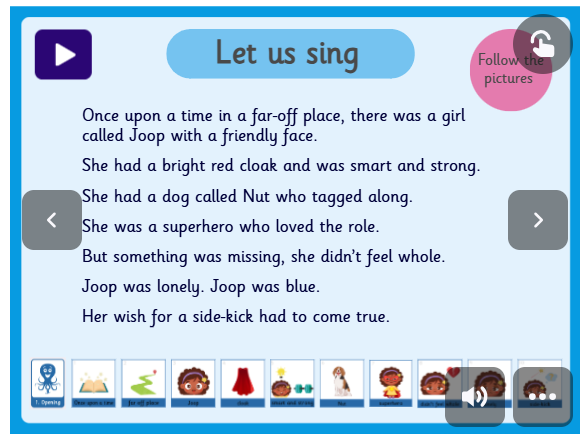 Let us sing
Follow the
pictures
Once upon a time in a far-off place, there was a girl
called Joop with a friendly face.
She had a bright red cloak and was smart and strong.
She had a dog called Nut who tagged along.
She was a superhero who loved the role.
But something was missing, she didn't feel whole.
Joop was lonely. Joop was blue.
Her wish for a side-kick had to come true.
1. Opening
Once upon a time
far off place
Joop
cloak
smart and strong
Nut
superhero